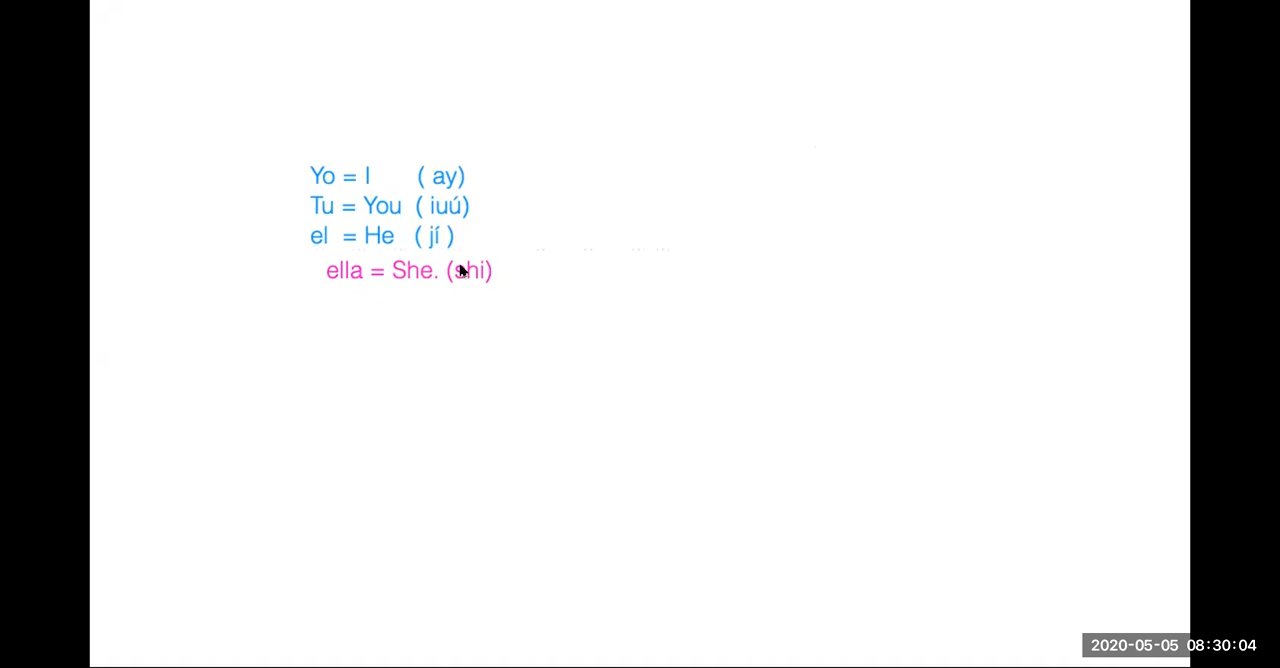 Yo = I ( ay)
Tu = You ( iuú)
el = He ( jí )
ella = She. (shi)
2020-05-05 08:30:04